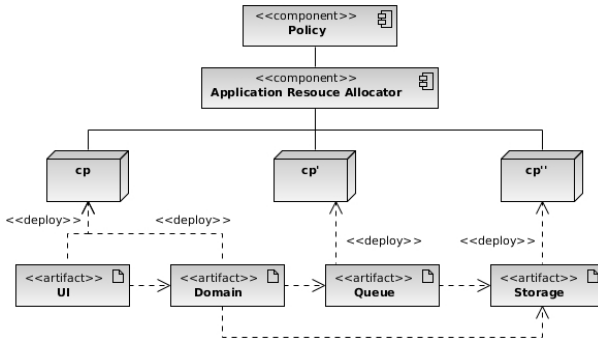 <<component>>
Policy
<<component>>
Application Resouce Allocator
cp
cp'
cp''
<<deploy>>
<<deploy>>
<<deploy>>
<<deploy>>
<<artifact>>
UI
<<artifact>>
Domain
<<artifact>>
Queue
<<artifact>>
Storage